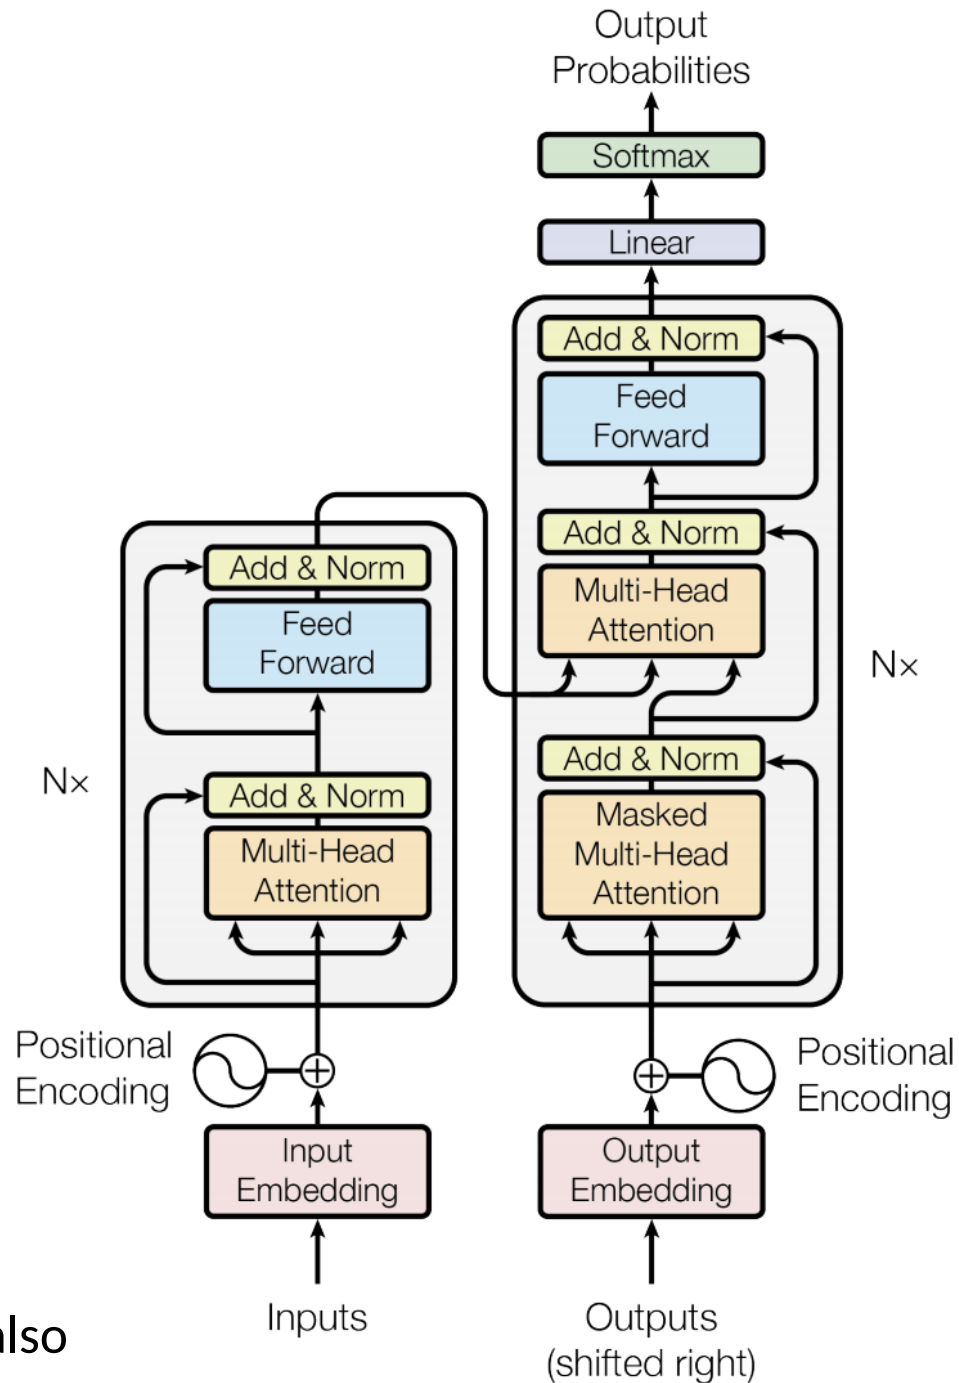 Output
Probabilities
Softmax
Linear
Add & Norm
Feed
Forward
Add & Norm
Multi-Head
Attention
Nx
Add & Norm
Masked
Multi-Head
Attention
Positional
Encoding
Output
Embedding
Outputs
(shifted right)
Add & Norm
Feed
Forward
Nx
Add & Norm
Multi-Head
Attention
Positional
Encoding
Input
Embedding
Inputs
also